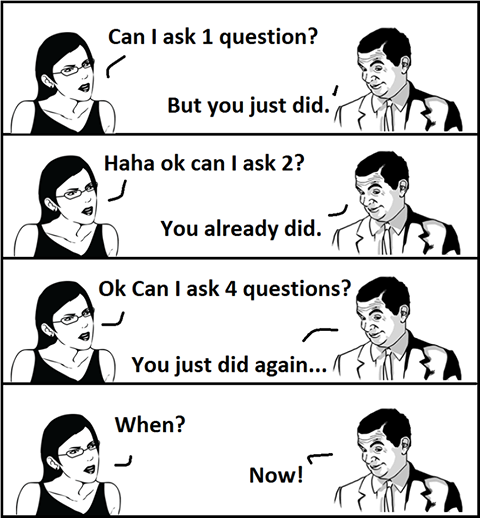 Can I ask 1 question?
But you just did.
Haha ok can I ask 2?
You already did.
Ok Can I ask 4 questions?
You just did again...
When?
Now!